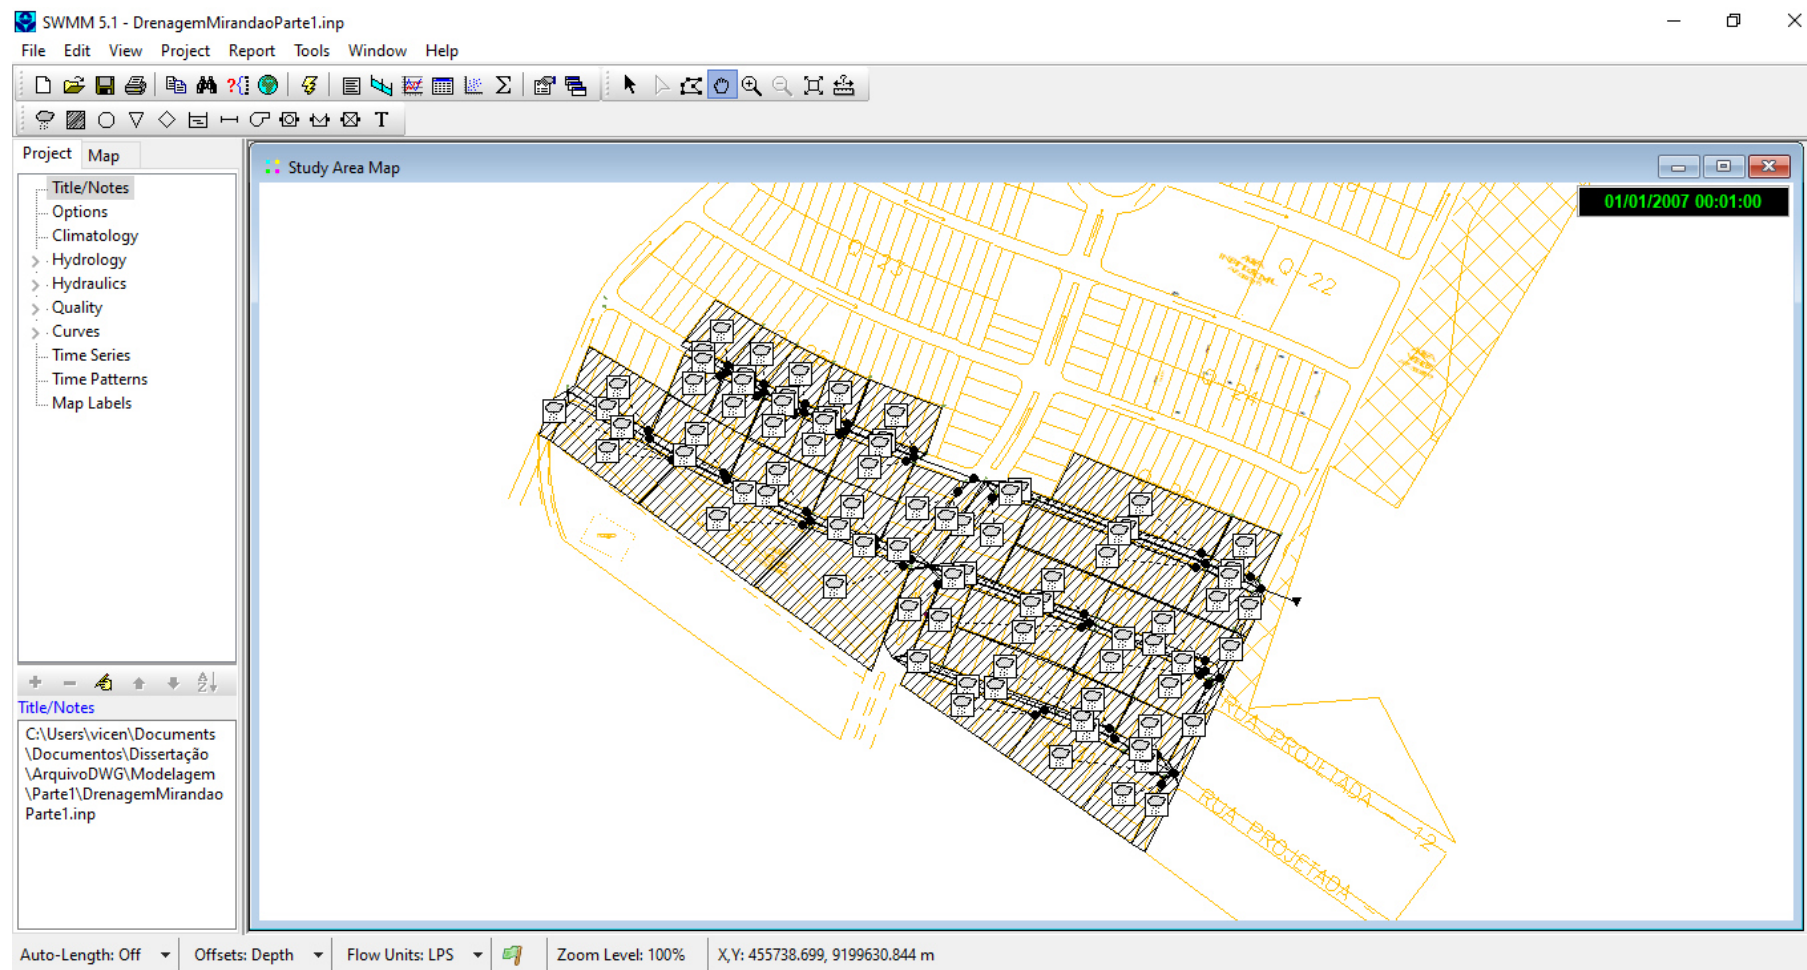 SWMM 5.1 - DrenagemMirandaoParte1.inp
File Edit View Project Report Tools Window Help
T
Project Map
Study Area Map
01/01/2007 00:01:00
Title/Notes
Options
Climatology
Hydrology
Hydraulics
Quality
Curves
Time Series
Time Patterns
Map Labels
Q-23
Q-22
Q-24
RUA PROJETADA - 12
RUA PROJETADA
Title/Notes
C:\Users\vicen\Documents
\Documentos\Dissertação
\ArquivoDWG\Modelagem
\Parte1\DrenagemMirandao
Parte1.inp
Auto-Length: Off Offsets: Depth Flow Units: LPS Zoom Level: 100% X,Y: 455738.699, 9199630.844 m